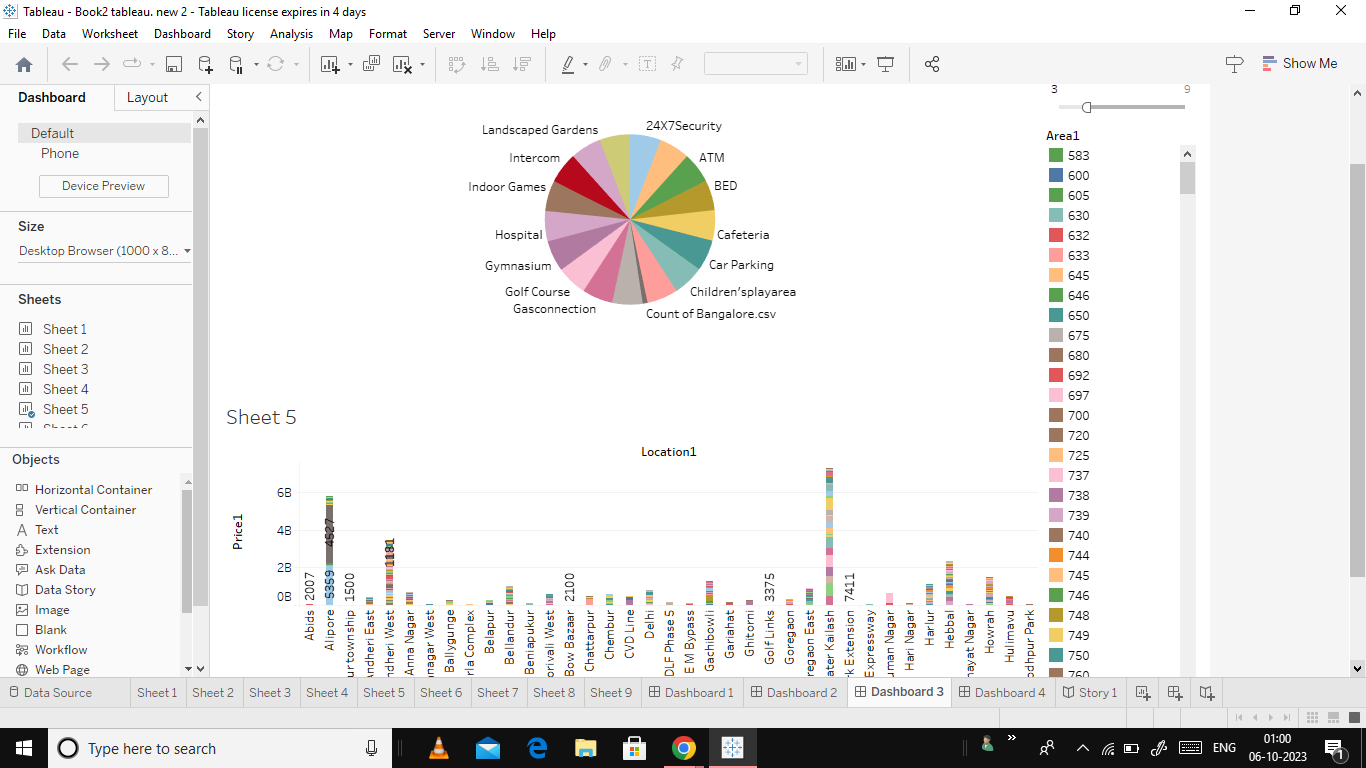 Tableau - Book2 tableau. new 2 - Tableau license expires in 4 days
File Data Worksheet Dashboard Story Analysis Map Format Server Window Help
Show Me
Dashboard Layout
Default
Phone
Device Preview
Size
Desktop Browser (1000 x 8...
Sheets
Sheet 1
Sheet 2
Sheet 3
Sheet 4
Sheet 5
Objects
Horizontal Container
Vertical Container
Text
Extension
Ask Data
Data Story
Image
Blank
Workflow
Web Page
24X7Security
ATM
BED
Cafeteria
Car Parking
Children'splayarea
Count of Bangalore.csv
Gasconnection
Golf Course
Gymnasium
Hospital
Indoor Games
Intercom
Landscaped Gardens
Sheet 5
Location1
Price1
6B
4B
2B
0B
2007
5359
4527
1500
1181
2100
3375
7411
Abids
Alipore
urtownship
Andheri East
ndheri West
Anna Nagar
nagar West
Ballygunge
rla Complex
Belapur
Bellandur
Beniapukur
orivali West
Bow Bazaar
Chattarpur
Chembur
CVD Line
Delhi
DLF Phase 5
E M Bypass
Gachibowli
Gariahat
Ghitorni
Golf Links
Goregaon
regaon East
ater Kailash
rk Extension
Expressway
uman Nagar
Hari Nagar
Harlur
Hebbal
nayat Nagar
Howrah
Hulimavu
odhpur Park
3 9
Area1
583
600
605
630
632
633
645
646
650
675
680
692
697
700
720
725
737
738
739
740
744
745
746
748
749
750
760
Data Source Sheet 1 Sheet 2 Sheet 3 Sheet 4 Sheet 5 Sheet 6 Sheet 7 Sheet 8 Sheet 9 Dashboard 1 Dashboard 2 Dashboard 3 Dashboard 4 Story 1
Type here to search
ENG
01:00
06-10-2023
1